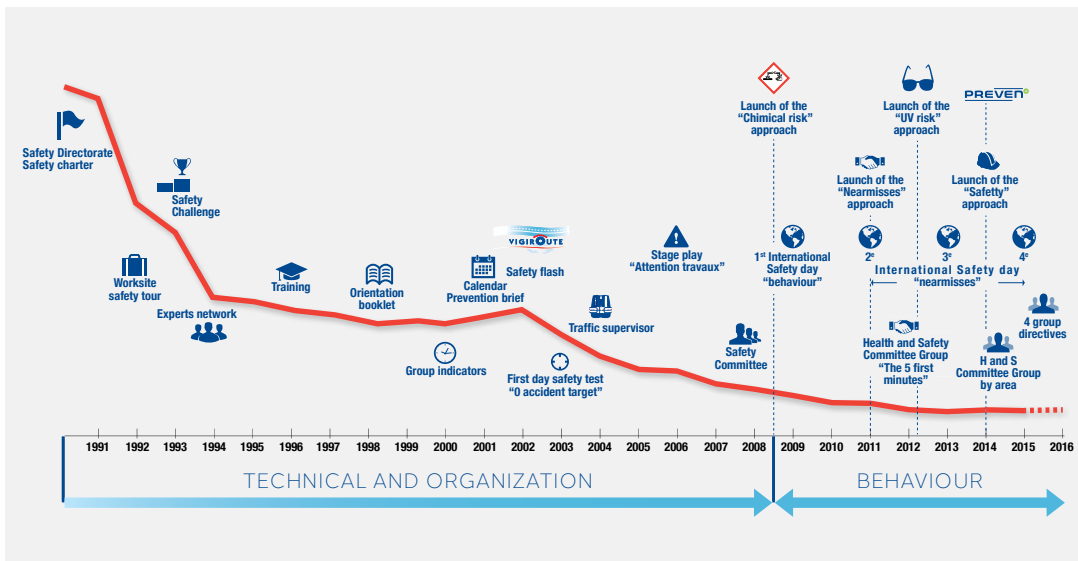 Safety Directorate
Safety charter
Safety
Challenge
Worksite
safety tour
Experts network
Training
Orientation
booklet
Group indicators
Calendar
Prevention brief
VIGIROUTE
Safety flash
First day safety test
“0 accident target”
Traffic supervisor
Stage play
“Attention travaux”
Safety
Committee
Launch of the
“Chimical risk”
approach
1st International
Safety day
“behaviour”
Launch of the
“Nearmisses”
approach
2e
Launch of the
“UV risk”
approach
3e
PREVEN
Launch of the
“Safetty”
approach
4e
International Safety day
“nearmisses”
Health and Safety
Committee Group
“The 5 first
minutes”
H and S
Committee Group
by area
4 group
directives
1991 1992 1993 1994 1995 1996 1997 1998 1999 2000 2001 2002 2003 2004 2005 2006 2007 2008 2009 2010 2011 2012 2013 2014 2015 2016
TECHNICAL AND ORGANIZATION
BEHAVIOUR